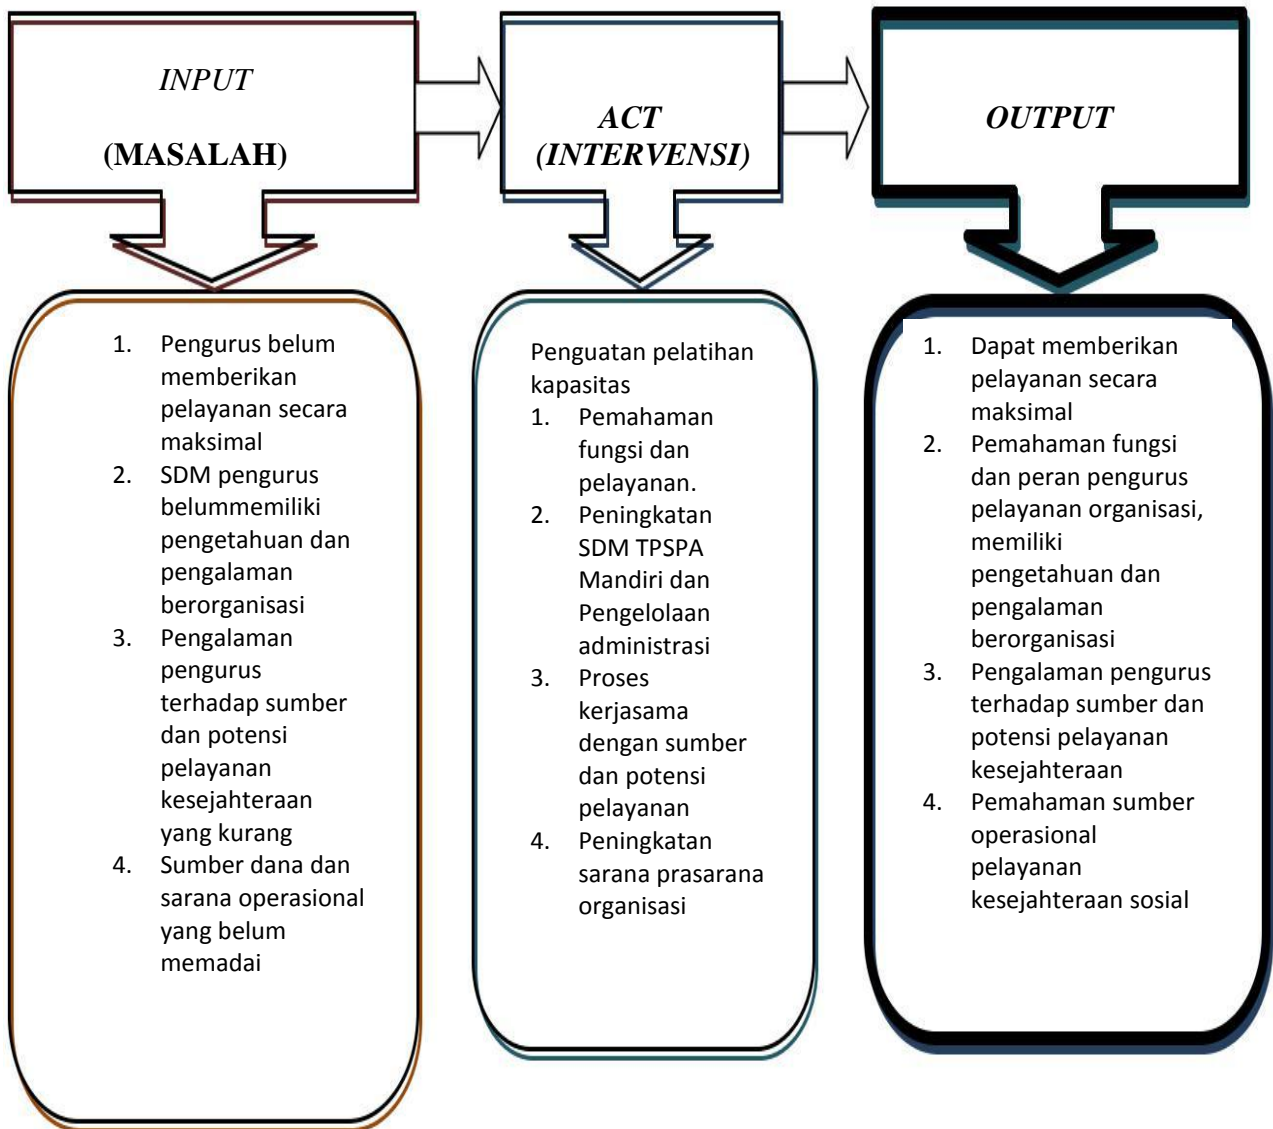 INPUT
(MASALAH)
ACT
(INTERVENSI)
OUTPUT
1. Pengurus belum
memberikan
pelayanan secara
maksimal
2. SDM pengurus
belummemiliki
pengetahuan dan
pengalaman
berorganisasi
3. Pengalaman
pengurus
terhadap sumber
dan potensi
pelayanan
kesejahteraan
yang kurang
4. Sumber dana dan
sarana operasional
yang belum
memadai
Penguatan pelatihan
kapasitas
1. Pemahaman
fungsi dan
pelayanan.
2. Peningkatan
SDM TPSPA
Mandiri dan
Pengelolaan
administrasi
3. Proses
kerjasama
dengan sumber
dan potensi
pelayanan
4. Peningkatan
sarana prasarana
organisasi
1. Dapat memberikan
pelayanan secara
maksimal
2. Pemahaman fungsi
dan peran pengurus
pelayanan organisasi,
memiliki
pengetahuan dan
pengalaman
berorganisasi
3. Pengalaman pengurus
terhadap sumber dan
potensi pelayanan
kesejahteraan
4. Pemahaman sumber
operasional
pelayanan
kesejahteraan sosial